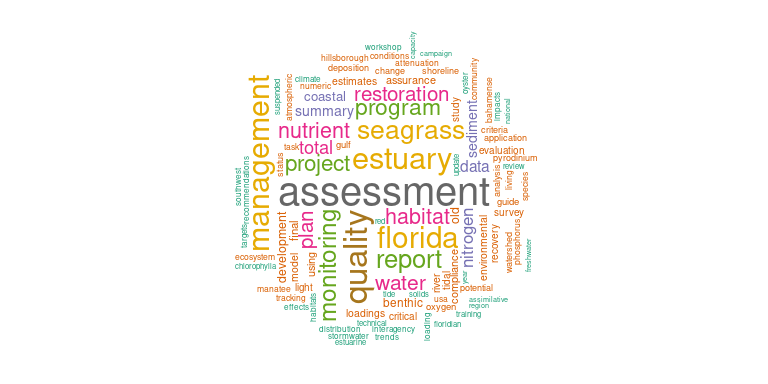 workshop
capacity
hillsborough
conditions
campaign
deposition
attenuation
climate
change
shoreline
numeric
estimates
assurance
oyster
community
suspended
atmospheric
coastal
restoration
bahamense
impacts
national
management
summary
program
study
sediment
nutrient
seagrass
criteria
application
task
total
gulf
evaluation
status
project
estuary
update
data
pyrodinium
review
southwest
recommendations
assessment
analysis
living
species
guide
targets
development
final
plan
monitoring
quality
red
habitat
old
nitrogen
survey
florida
environmental
recovery
watershed
phosphorus
freshwater
ecosystem
chlorophylla
model
using
report
compliance
manatee
light
water
river
tidal
year
potential
tracking
effects
habitats
tide
solids
usa
oxygen
assimilative
region
benthic
loadings
critical
training
distribution
technical
interagency
loading
floridian
stormwater
trends
estuarine